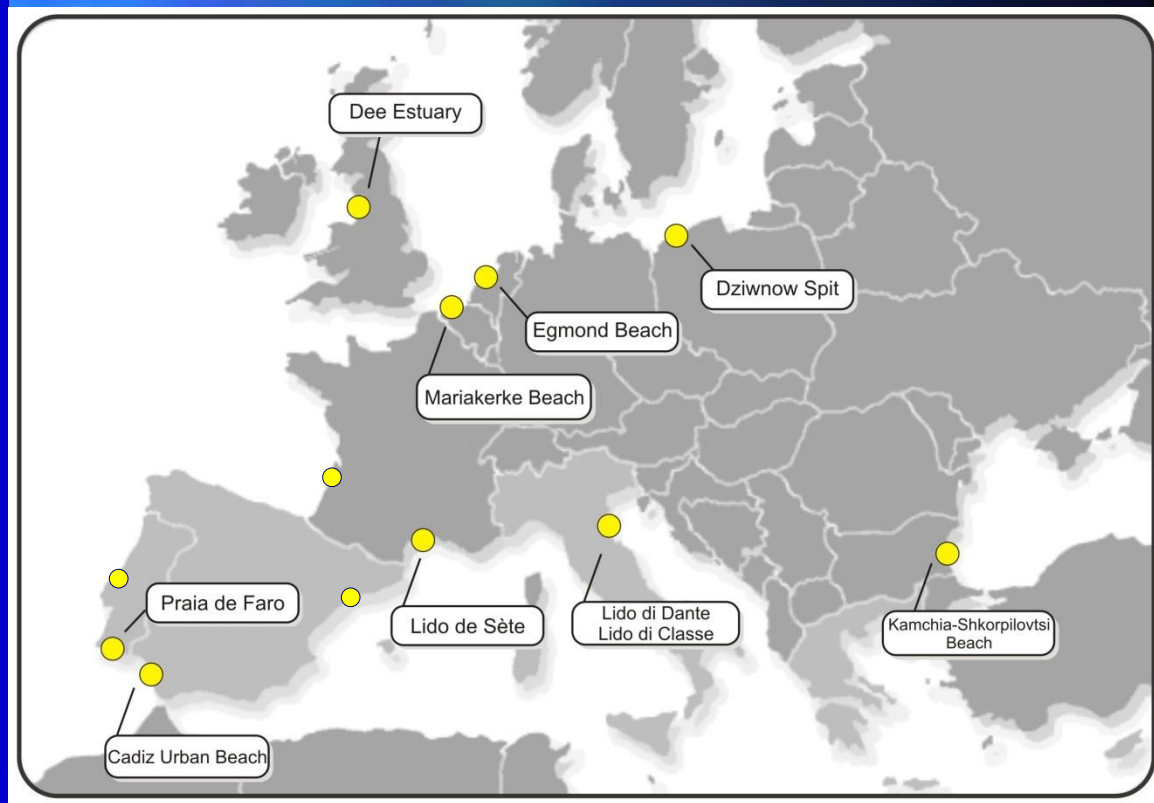 Dee Estuary
Dziwnow Spit
Egmond Beach
Mariakerke Beach
Praia de Faro
Lido de Sète
Lido di Dante
Lido di Classe
Kamchia-Shkorpilovtsi
Beach
Cadiz Urban Beach